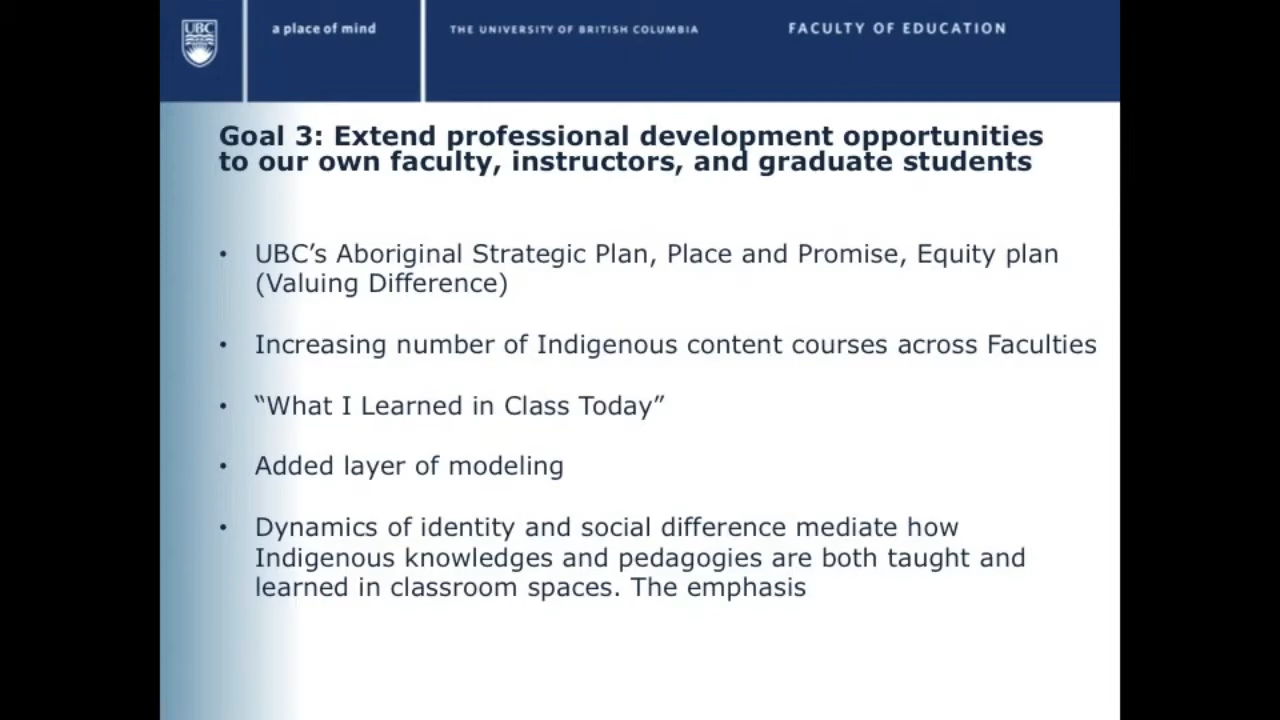 UBC
a place of mind
THE UNIVERSITY OF BRITISH COLUMBIA
FACULTY OF EDUCATION
Goal 3: Extend professional development opportunities
to our own faculty, instructors, and graduate students
• UBC’s Aboriginal Strategic Plan, Place and Promise, Equity plan
(Valuing Difference)
• Increasing number of Indigenous content courses across Faculties
• “What I Learned in Class Today”
• Added layer of modeling
• Dynamics of identity and social difference mediate how
Indigenous knowledges and pedagogies are both taught and
learned in classroom spaces. The emphasis